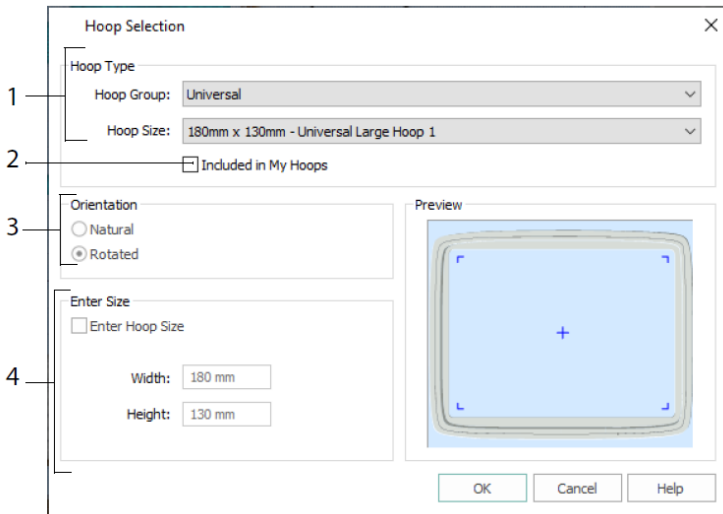 Hoop Selection
Hoop Type
1
Hoop Group: Universal
Hoop Size: 180mm x 130mm - Universal Large Hoop 1
2
Included in My Hoops
Orientation
Preview
3
Natural
Rotated
Enter Size
Enter Hoop Size
4
Width: 180 mm
Height: 130 mm
OK Cancel Help